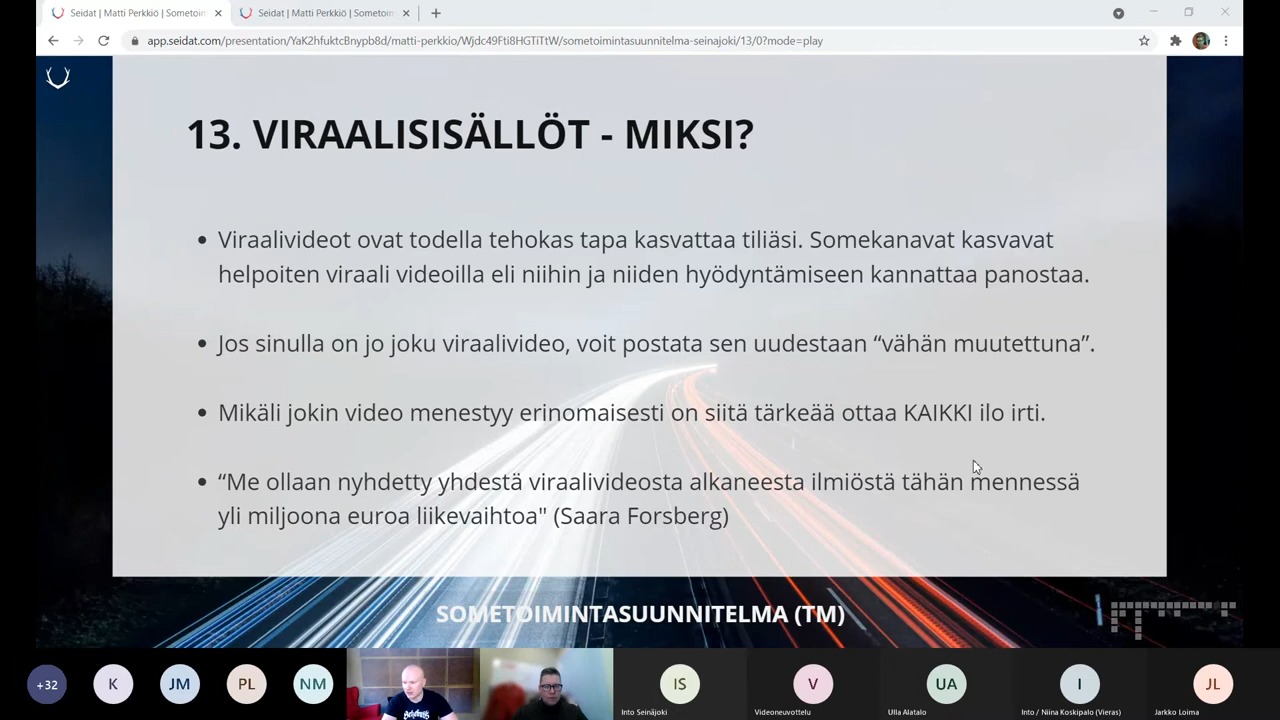 Seidat | Matti Perkkiö | Sometoim
Seidat | Matti Perkkiö | Sometoim
app.seidat.com/presentation/YaK2hfuktcBnypb8d/matti-perkkio/Wjdc49Fti8HGTiTtW/sometoimintasuunnitelma-seinajoki/13/0?mode=play
13. VIRAALISISÄLLÖT - MIKSI?
• Viraalivideot ovat todella tehokas tapa kasvattaa tiliäsi. Somekanavat kasvavat
helpoiten viraali videoilla eli niihin ja niiden hyödyntämiseen kannattaa panostaa.
• Jos sinulla on jo joku viraalivideo, voit postata sen uudestaan “vähän muutettuna”.
• Mikäli jokin video menestyy erinomaisesti on siitä tärkeää ottaa KAIKKI ilo irti.
• “Me ollaan nyhdetty yhdestä viraalivideosta alkaneesta ilmiöstä tähän mennessä
yli miljoona euroa liikevaihtoa" (Saara Forsberg)
SOMETOIMINTASUUNNITELMA (TM)
+32
K
JM
PL
NM
IS
V
UA
I
JL
Into Seinäjoki
Videoneuvottelu
Ulla Alatalo
Into / Niina Koskipalo (Vieras)
Jarkko Loima